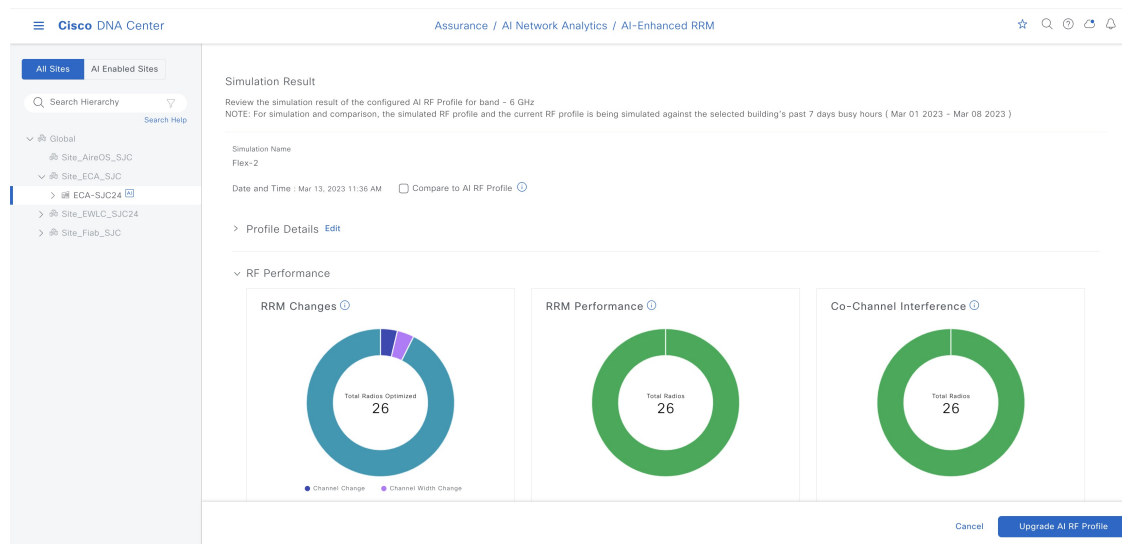 Cisco DNA Center
Assurance / AI Network Analytics / AI-Enhanced RRM
All Sites
AI Enabled Sites
Search Hierarchy
Search Help
Global
Site_AireOS_SJC
Site_ECA_SJC
ECA-SJC24 AI
Site_EWLC_SJC24
Site_Fiab_SJC
Simulation Result
Review the simulation result of the configured AI RF Profile for band - 6 GHz
NOTE: For simulation and comparison, the simulated RF profile and the current RF profile is being simulated against the selected building's past 7 days busy hours ( Mar 01 2023 - Mar 08 2023 )
Simulation Name
Flex-2
Date and Time : Mar 13, 2023 11:36 AM
Compare to AI RF Profile
Profile Details Edit
RF Performance
RRM Changes
Total Radios Optimized
26
Channel Change
Channel Width Change
RRM Performance
Total Radios
26
Co-Channel Interference
Total Radios
26
Cancel
Upgrade AI RF Profile